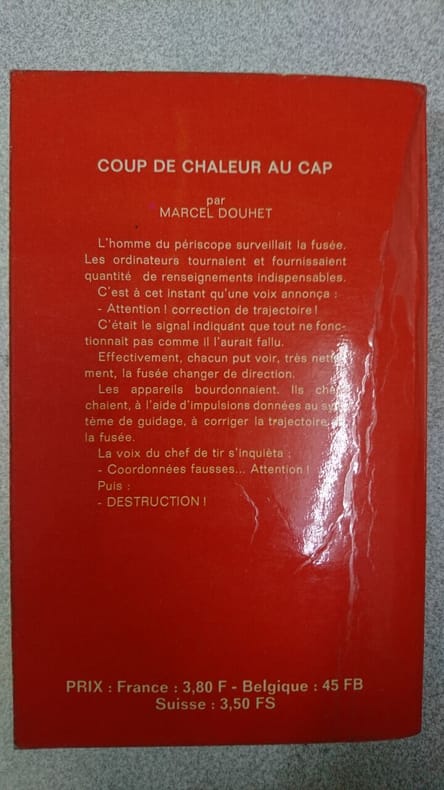 COUP DE CHALEUR AU CAP
par
MARCEL DOUHET
L'homme du périscope surveillait la fusée.
Les ordinateurs tournaient et fournissaient
quantité de renseignements indispensables.
C'est à cet instant qu'une voix annonça :
- Attention ! correction de trajectoire !
C'était le signal indiquant que tout ne fonc-
tionnait pas comme il l'aurait fallu.
Effectivement, chacun put voir, très nette-
ment, la fusée changer de direction.
Les appareils bourdonnaient. Ils
chaient, à l'aide d'impulsions données au
tème de guidage, à corriger la trajectoire
la fusée.
La voix du chef de tir s'inquièta :
- Coordonnées fausses... Attention !
Puis :
- DESTRUCTION !
PRIX : France : 3,80 F - Belgique : 45 FB
Suisse : 3,50 FS